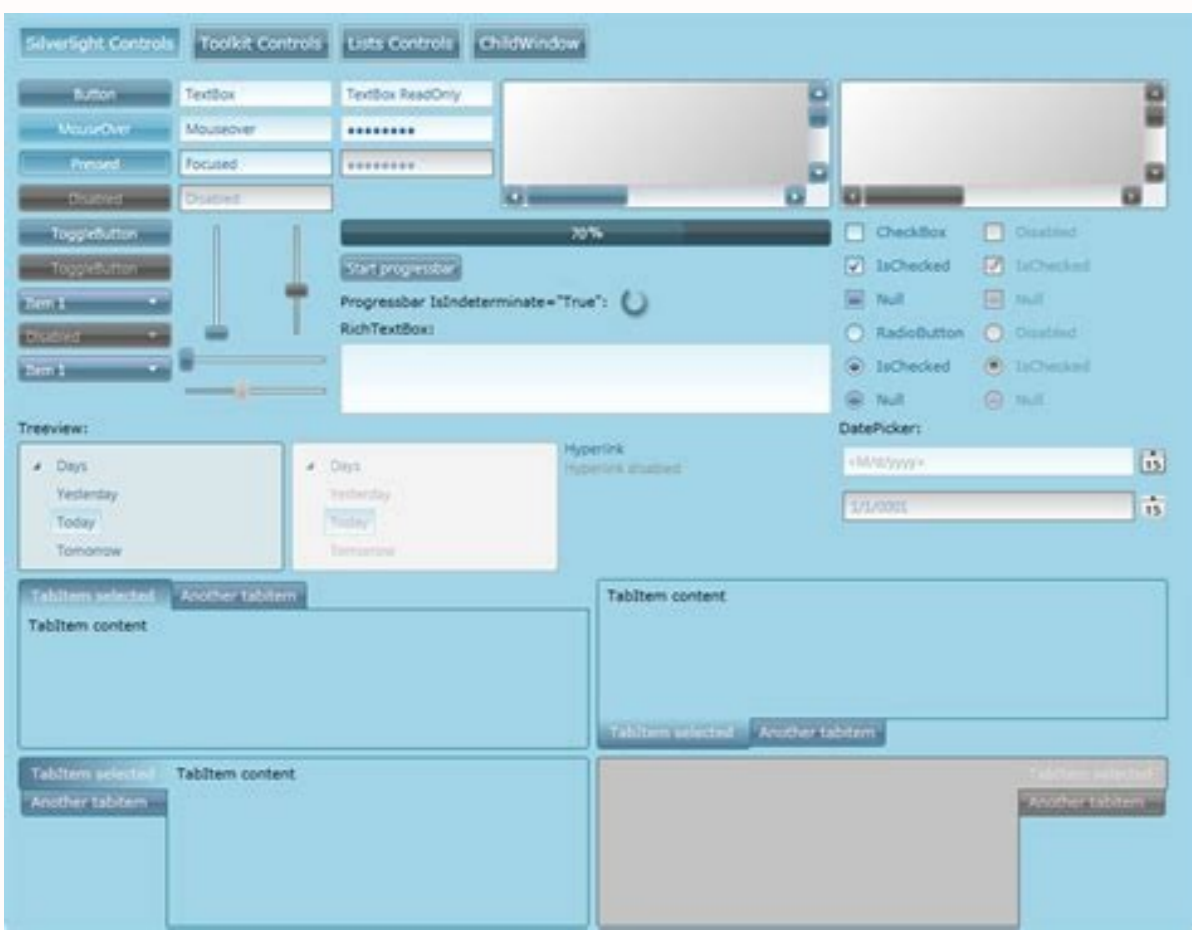 Silverlight Controls Toolkit Controls Lists Controls ChildWindow
Button TextBox TextBox ReadOnly
MouseOver Mouseover ••••••••
Pressed Focused ••••••••
Disabled Disabled
ToggleButton 70% CheckBox Disabled
ToggleButton Start progressbar IsChecked IsChecked
Item 1 Progressbar IsIndeterminate="True": Null Null
Disabled RichTextBox: RadioButton Disabled
Item 1 IsChecked IsChecked
Null Null
Treeview: DatePicker:
Days Days Hyperlink <M/d/yyyy> 15
Hyperlink disabled
Yesterday Yesterday
Today Today 1/1/0001 15
Tomorrow Tomorrow
TabItem selected Another tabitem
TabItem content
TabItem content
TabItem selected Another tabitem
TabItem selected TabItem content
Another tabitem
TabItem selected
Another tabitem